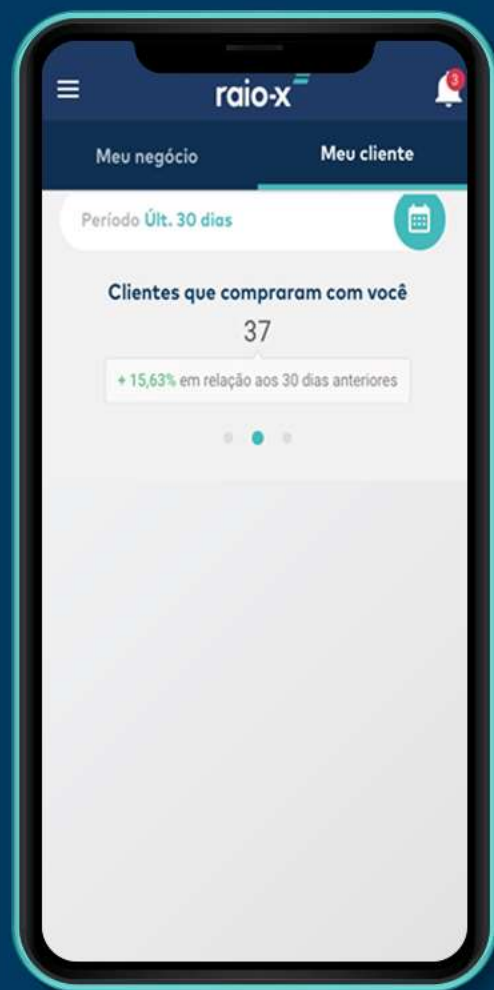 raio-x
3
Meu negócio
Meu cliente
Período Últ. 30 dias
Clientes que compraram com você
37
+ 15,63% em relação aos 30 dias anteriores